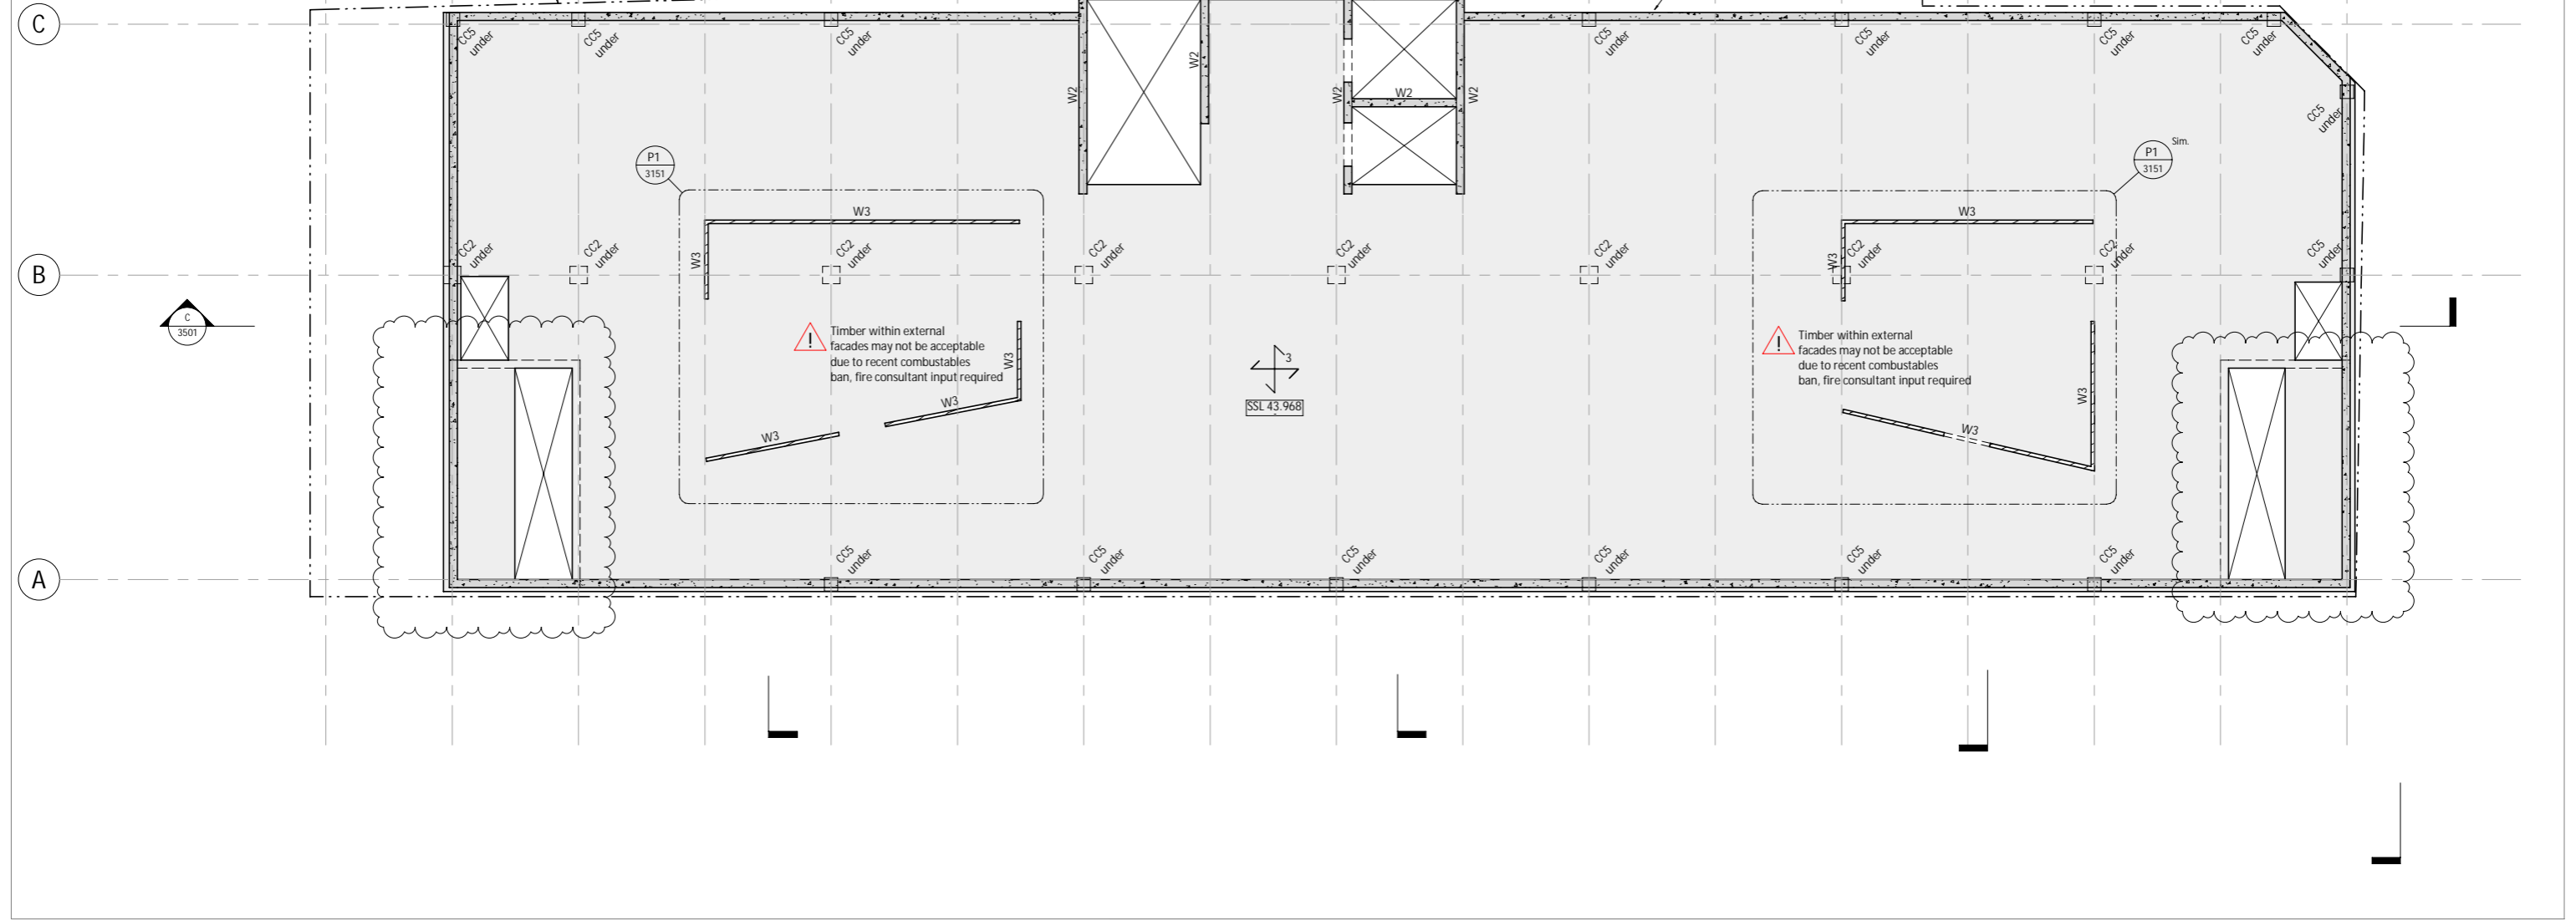 C
CC5
under
CC5
under
CC5
under
W2
W2
W2
W2
W2
CC5
under
CC5
under
CC5
under
CC5
under
CC5
under
P1
3151
P1
3151
Sim.
W3
W3
W3
W3
B
CC2
under
CC2
under
CC2
under
CC2
under
CC2
under
CC2
under
CC2
under
CC2
under
CC5
under
C
3501
! Timber within external
facades may not be acceptable
due to recent combustables
ban, fire consultant input required
W3
W3
W3
3
SSL 43.968
! Timber within external
facades may not be acceptable
due to recent combustables
ban, fire consultant input required
W3
W3
A
CC5
under
CC5
under
CC5
under
CC5
under
CC5
under
CC5
under